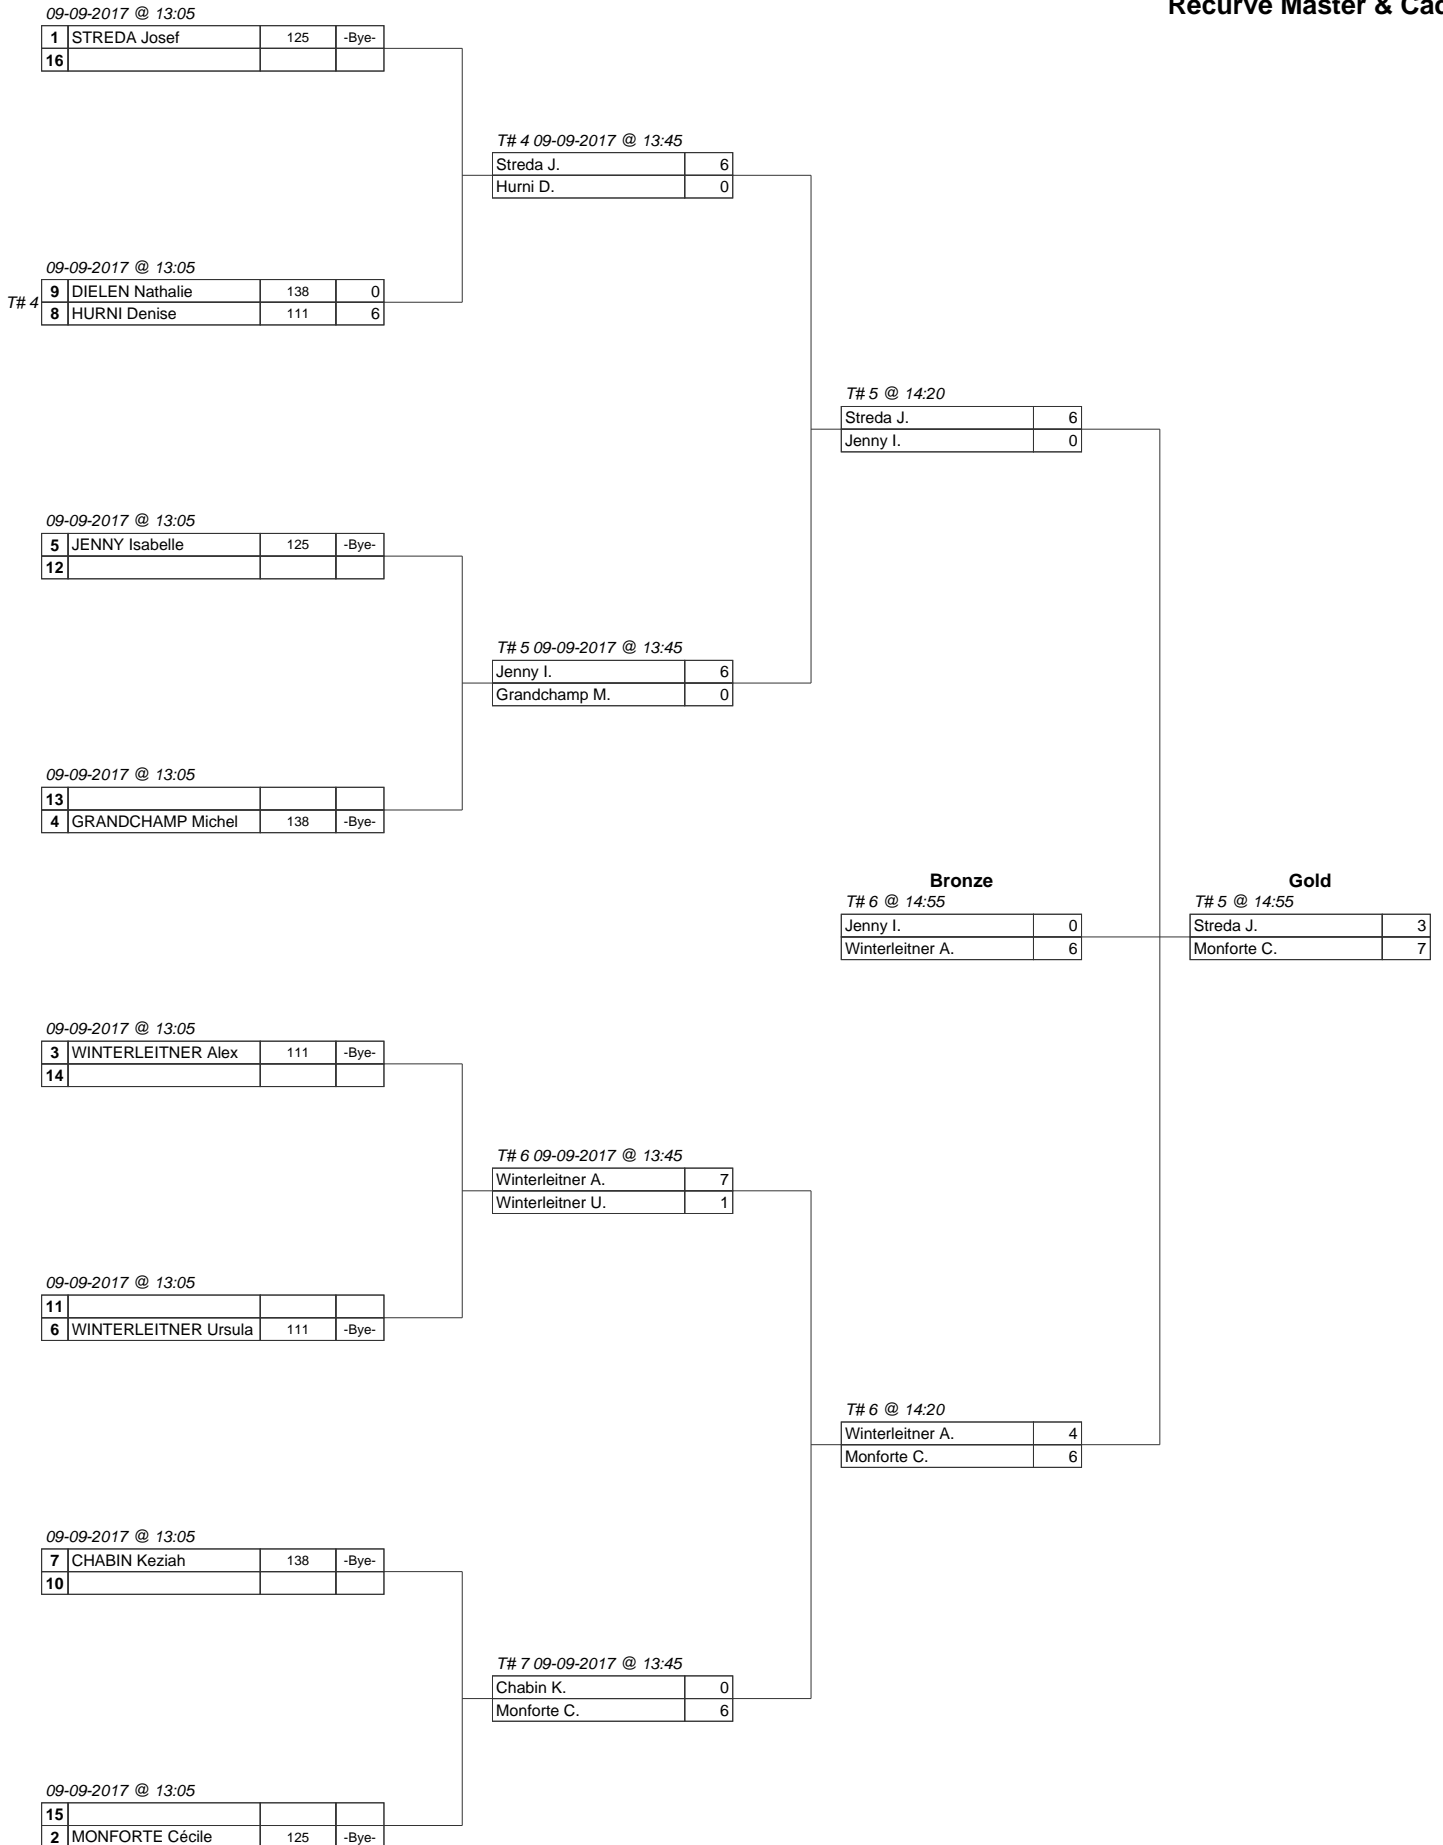 Recurve Master &
09-09-2017 @ 13:05
1 STREDA Josef 125 -Bye-
16
T# 4 09-09-2017 @ 13:45
Streda J. 6
Hurni D. 0
09-09-2017 @ 13:05
T# 4
9 DIELEN Nathalie 138 0
8 HURNI Denise 111 6
T# 5 @ 14:20
Streda J. 6
Jenny I. 0
09-09-2017 @ 13:05
5 JENNY Isabelle 125 -Bye-
12
T# 5 09-09-2017 @ 13:45
Jenny I. 6
Grandchamp M. 0
09-09-2017 @ 13:05
13
4 GRANDCHAMP Michel 138 -Bye-
Bronze
T# 6 @ 14:55
Jenny I. 0
Winterleitner A. 6
Gold
T# 5 @ 14:55
Streda J. 3
Monforte C. 7
09-09-2017 @ 13:05
3 WINTERLEITNER Alex 111 -Bye-
14
T# 6 09-09-2017 @ 13:45
Winterleitner A. 7
Winterleitner U. 1
09-09-2017 @ 13:05
11
6 WINTERLEITNER Ursula 111 -Bye-
T# 6 @ 14:20
Winterleitner A. 4
Monforte C. 6
09-09-2017 @ 13:05
7 CHABIN Keziah 138 -Bye-
10
T# 7 09-09-2017 @ 13:45
Chabin K. 0
Monforte C. 6
09-09-2017 @ 13:05
15
2 MONFORTE Cécile 125 -Bye-